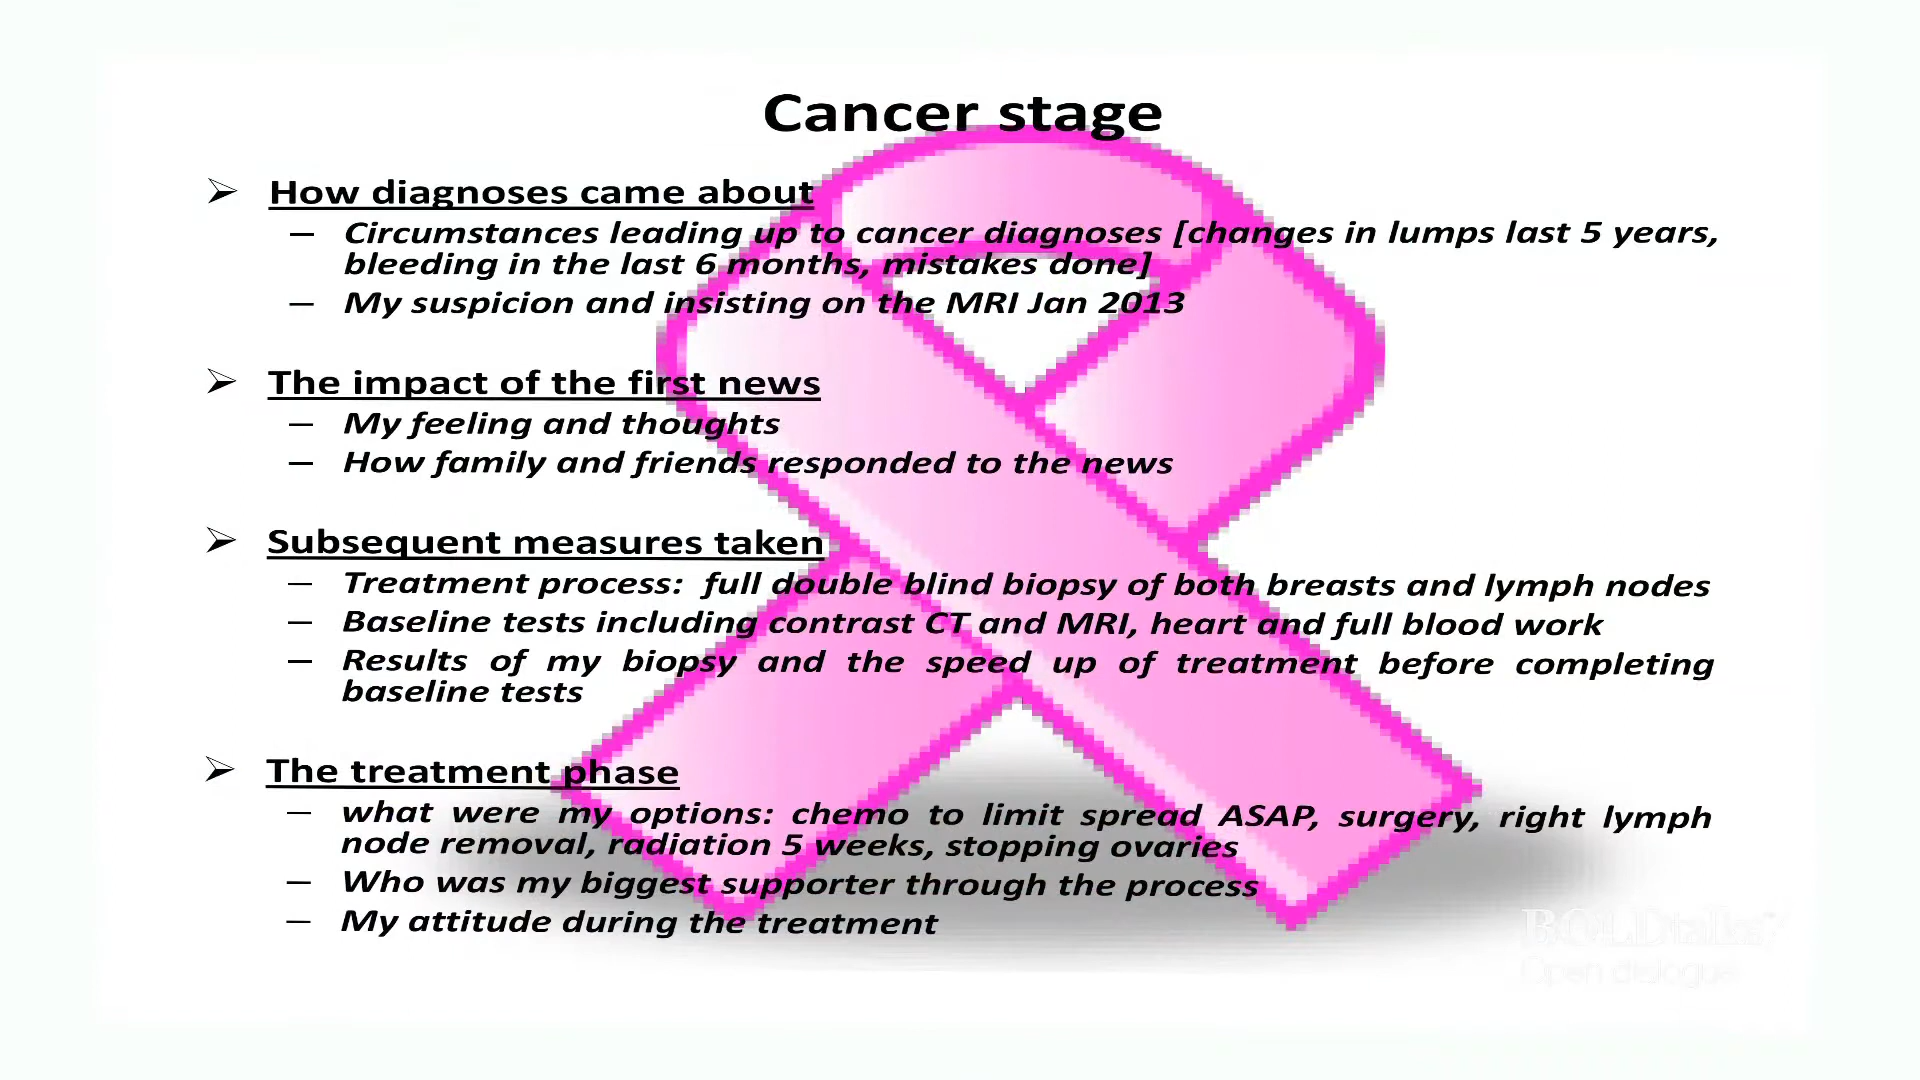 Cancer stage
➢ How diagnoses came about
– Circumstances leading up to cancer diagnoses [changes in lumps last 5 years,
bleeding in the last 6 months, mistakes done]
– My suspicion and insisting on the MRI Jan 2013
➢ The impact of the first news
– My feeling and thoughts
– How family and friends responded to the news
➢ Subsequent measures taken
– Treatment process: full double blind biopsy of both breasts and lymph nodes
– Baseline tests including contrast CT and MRI, heart and full blood work
– Results of my biopsy and the speed up of treatment before completing
baseline tests
➢ The treatment phase
– what were my options: chemo to limit spread ASAP, surgery, right lymph
node removal, radiation 5 weeks, stopping ovaries
– Who was my biggest supporter through the process
– My attitude during the treatment
BOLDtalks
Open dialogue